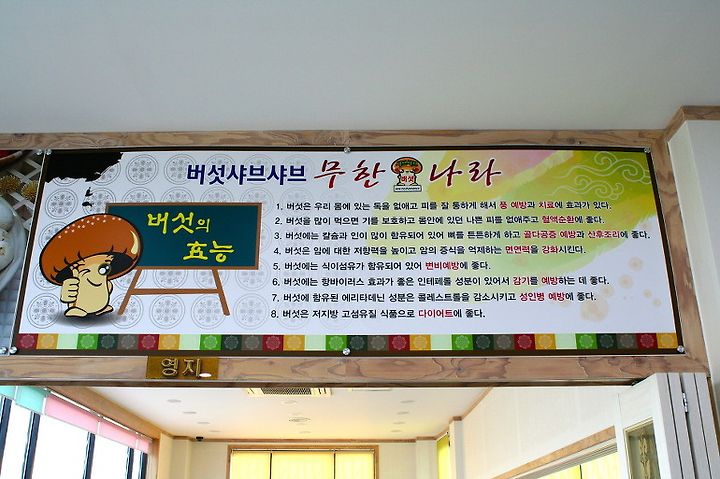 버섯샤브샤브 무한 버섯 나라
버섯의
효능
1. 버섯은 우리 몸에 있는 독을 없애고 피를 잘 통하게 해서 풍 예방과 치료에 효과가 있다.
2. 버섯을 많이 먹으면 기를 보호하고 몸안에 있던 나쁜 피를 없애주고 혈액순환에 좋다.
3. 버섯에는 칼슘과 인이 많이 함유되어 있어 뼈를 튼튼하게 하고 골다공증 예방과 산후조리에 좋다.
4. 버섯은 암에 대한 저항력을 높이고 암의 증식을 억제하는 면연력을 강화시킨다.
5. 버섯에는 식이섬유가 함유되어 있어 변비예방에 좋다.
6. 버섯에는 항바이러스 효과가 좋은 인테페롤 성분이 있어서 감기를 예방하는 데 좋다.
7. 버섯에 함유된 에리타데닌 성분은 콜레스트롤을 감소시키고 성인병 예방에 좋다.
8. 버섯은 저지방 고섬유질 식품으로 다이어트에 좋다.
영지